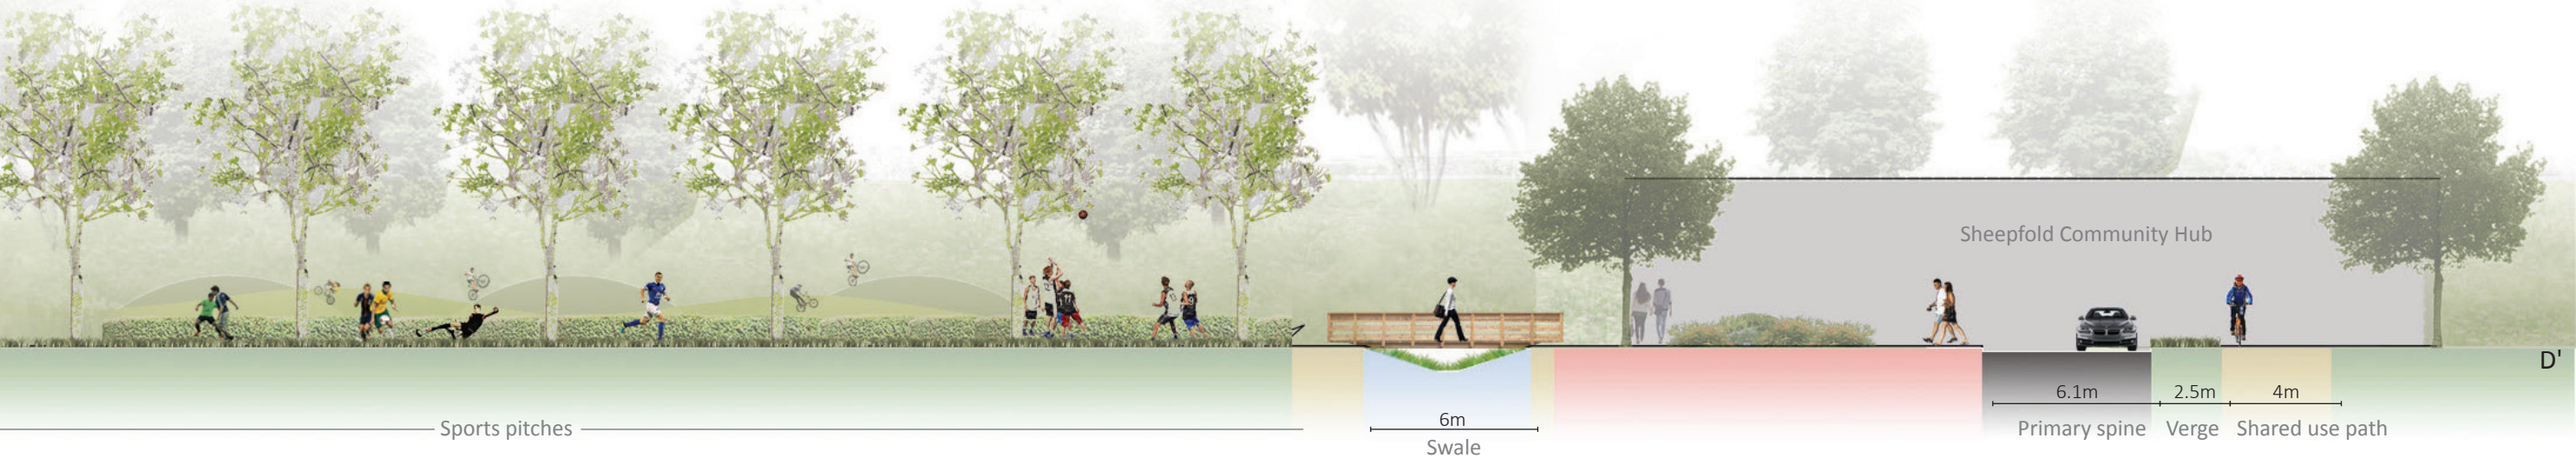 Sheepfold Community Hub
D'
6.1m
2.5m
4m
6m
Sports pitches
Primary spine
Verge
Shared use path
Swale